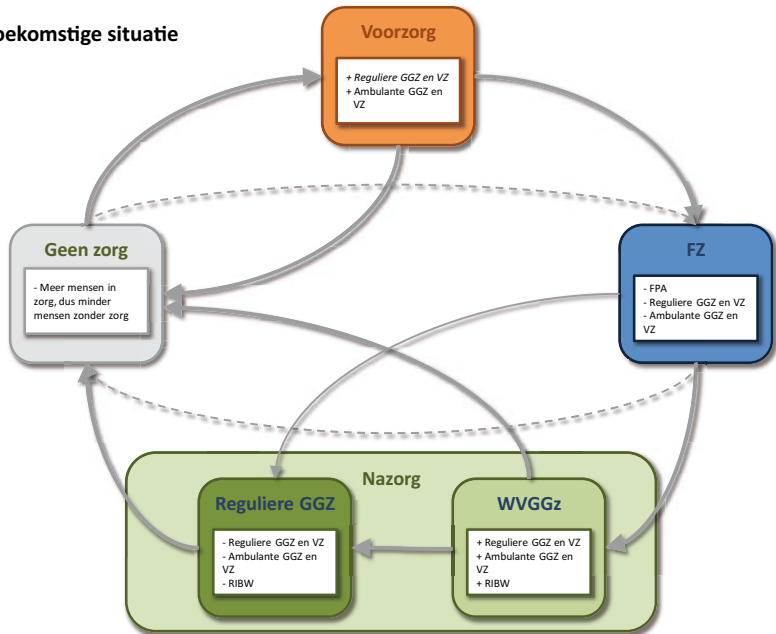 oekomstige situatie
Voorzorg
+ Reguliere GGZ en VZ
+ Ambulante GGZ en
VZ
Geen zorg
- Meer mensen in
zorg, dus minder
mensen zonder zorg
FZ
- FPA
- Reguliere GGZ en VZ
- Ambulante GGZ en
VZ
Nazorg
Reguliere GGZ
- Reguliere GGZ en VZ
- Ambulante GGZ en
VZ
- RIBW
WVGGz
+ Reguliere GGZ en VZ
+ Ambulante GGZ en
VZ
+ RIBW